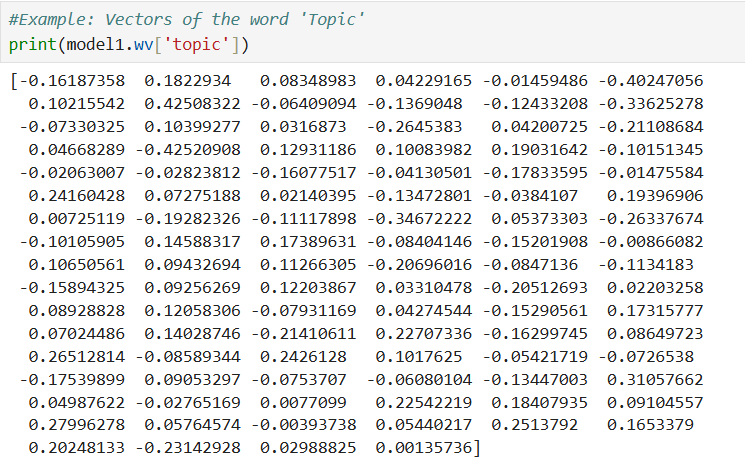 #Example: Vectors of the word 'Topic'
print(model1.wv['topic'])
[-0.16187358  0.1822934   0.08348983  0.04229165 -0.01459486 -0.40247056
  0.10215542  0.42508322 -0.06409094 -0.1369048  -0.12433208 -0.33625278
 -0.07330325  0.10399277  0.0316873  -0.2645383   0.04200725 -0.21108684
  0.04668289 -0.42520908  0.12931186  0.10083982  0.19031642 -0.10151345
 -0.02063007 -0.02823812 -0.16077517 -0.04130501 -0.17833595 -0.01475584
  0.24160428  0.07275188  0.02140395 -0.13472801 -0.0384107   0.19396906
  0.00725119 -0.19282326 -0.11117898 -0.34672222  0.05373303 -0.26337674
 -0.10105905  0.14588317  0.17389631 -0.08404146 -0.15201908 -0.00866082
  0.10650561  0.09432694  0.11266305 -0.20696016 -0.0847136  -0.1134183
 -0.15894325  0.09256269  0.12203867  0.03310478 -0.20512693  0.02203258
  0.08928828  0.12058306 -0.07931169  0.04274544 -0.15290561  0.17315777
  0.07024486  0.14028746 -0.21410611  0.22707336 -0.16299745  0.08649723
  0.26512814 -0.08589344  0.2426128   0.1017625  -0.05421719 -0.0726538
 -0.17539899  0.09053297 -0.0753707  -0.06080104 -0.13447003  0.31057662
  0.04987622 -0.02765169  0.0077099   0.22542219  0.18407935  0.09104557
  0.27996278  0.05764574 -0.00393738  0.05440217  0.2513792   0.1653379
  0.20248133 -0.23142928  0.02988825  0.00135736]